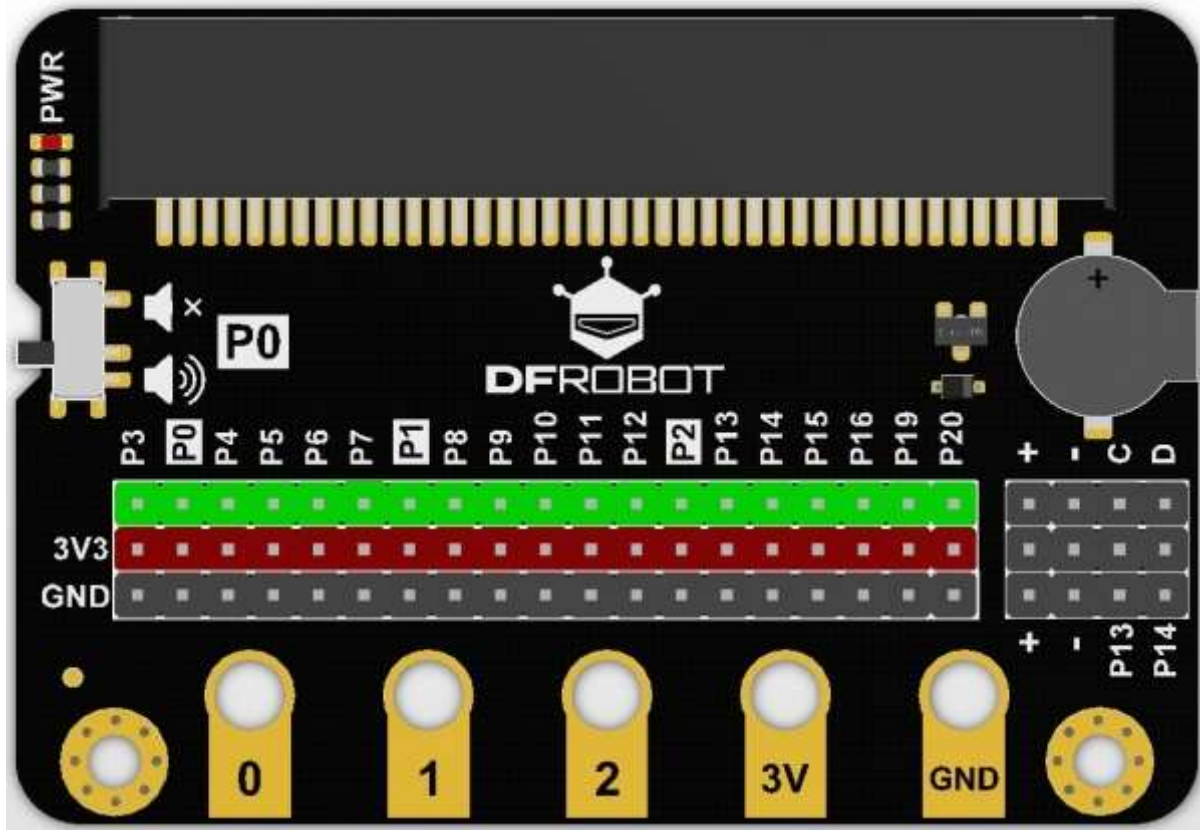 PWR
P0
DFROBOT
P3 P0 P4 P5 P6 P7 P1 P8 P9 P10 P11 P12 P2 P13 P14 P15 P16 P19 P20
+ - C D
3V3
GND
+ - P13 P14
0 1 2 3V GND